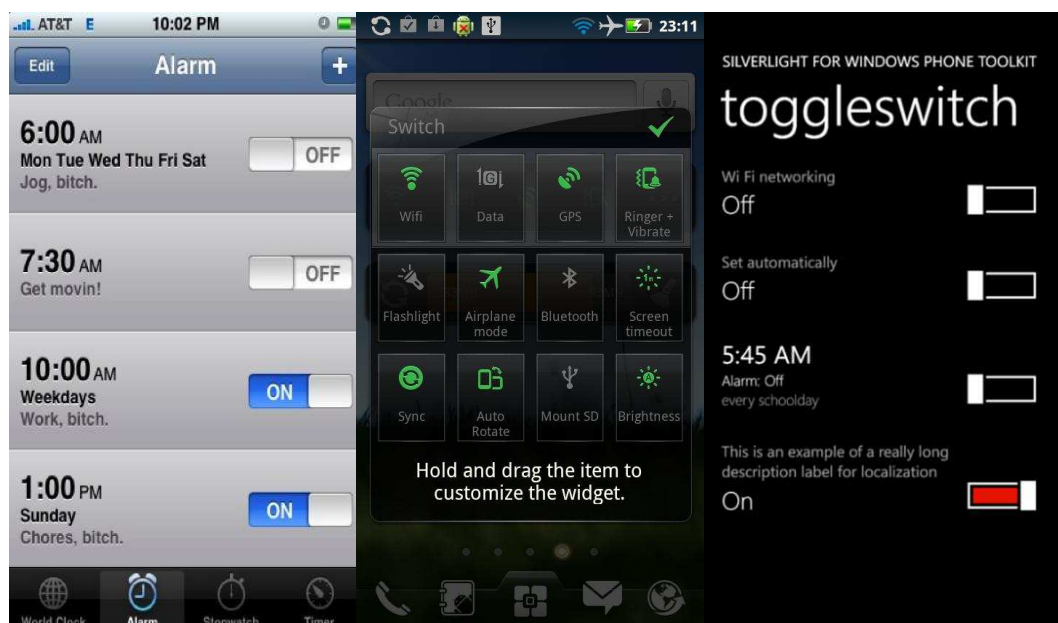 AT&T E 10:02 PM
Edit Alarm +
6:00 AM
Mon Tue Wed Thu Fri Sat
Jog, bitch.
OFF
7:30 AM
Get movin!
OFF
10:00 AM
Weekdays
Work, bitch.
ON
1:00 PM
Sunday
Chores, bitch.
ON
World Clock Alarm Stopwatch Timer
23:11
Google
Switch
Wifi Data GPS Ringer +
Vibrate
Flashlight Airplane
mode Bluetooth Screen
timeout
Sync Auto
Rotate Mount SD Brightness
Hold and drag the item to
customize the widget.
SILVERLIGHT FOR WINDOWS PHONE TOOLKIT
toggleswitch
Wi Fi networking
Off
Set automatically
Off
5:45 AM
Alarm: Off
every schoolday
This is an example of a really long
description label for localization
On